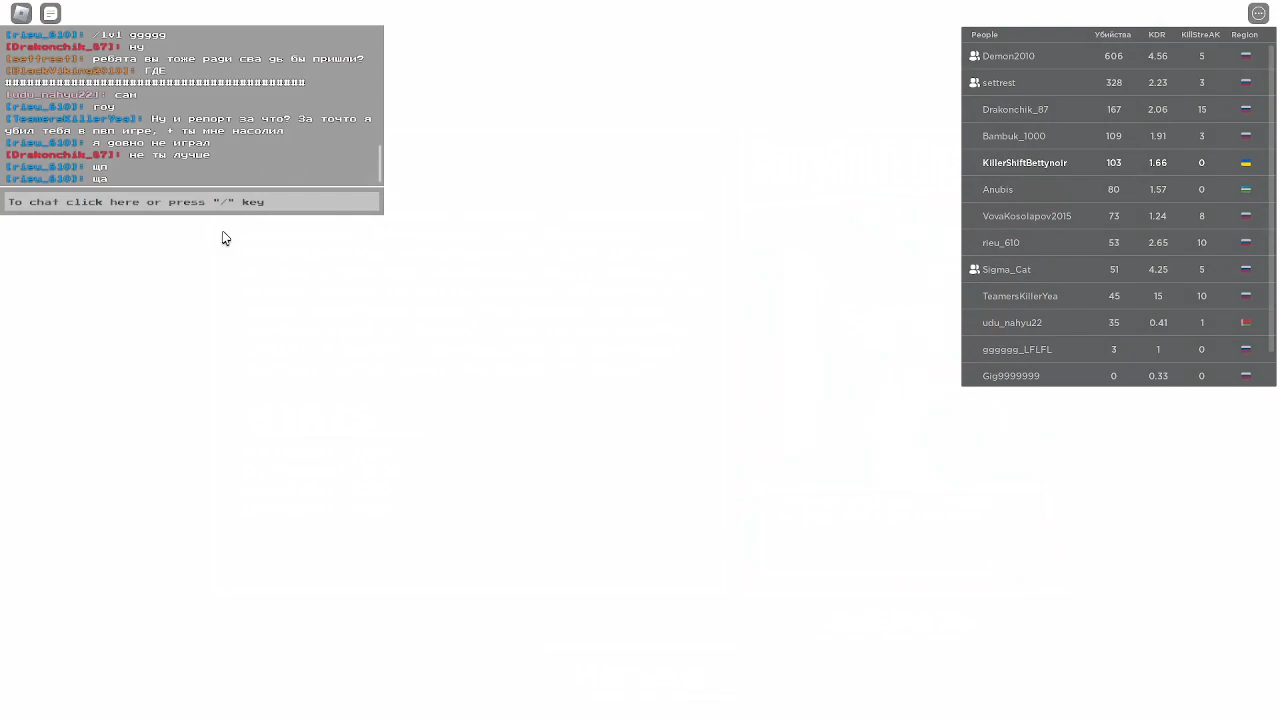 [rieu_610]: /lvl ggggg
[Drakonchik_87]: ну
[settrest]: ребята вы тоже ради сва дь бы пришли?
[BlackViking2010]: ГДЕ
[udu_nahyu22]: сам
[rieu_610]: гоу
[TeamersKillerYea]: Ну и репорт за что? За точто я
убил тебя в пвп игре, + ты мне насолил
[rieu_610]: я довно не играл
[Drakonchik_87]: не ты лучше
[rieu_610]: щп
[rieu_610]: ща
To chat click here or press "/" key
People Убийства KDR KillStreAK Region
Demon2010 606 4.56 5
settrest 328 2.23 3
Drakonchik_87 167 2.06 15
Bambuk_1000 109 1.91 3
KillerShiftBettynoir 103 1.66 0
Anubis 80 1.57 0
VovaKosolapov2015 73 1.24 8
rieu_610 53 2.65 10
Sigma_Cat 51 4.25 5
TeamersKillerYea 45 15 10
udu_nahyu22 35 0.41 1
gggggg_LFLFL 3 1 0
Gig9999999 0 0.33 0